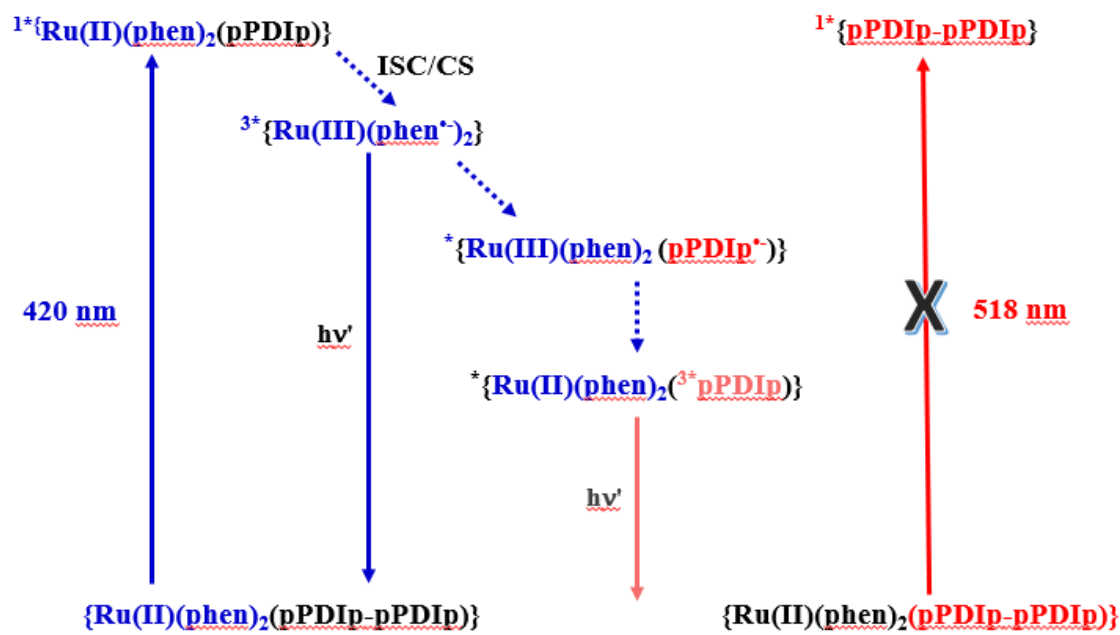 1*{Ru(II)(phen)2(pPDIp)}
1*{pPDIp-pPDIp}
ISC/CS
3*{Ru(III)(phen•-)2}
*{Ru(III)(phen)2 (pPDIp•-)}
420 nm
X
518 nm
hν'
*{Ru(II)(phen)2(3*pPDIp)}
hν'
{Ru(II)(phen)2(pPDIp-pPDIp)}
{Ru(II)(phen)2(pPDIp-pPDIp)}